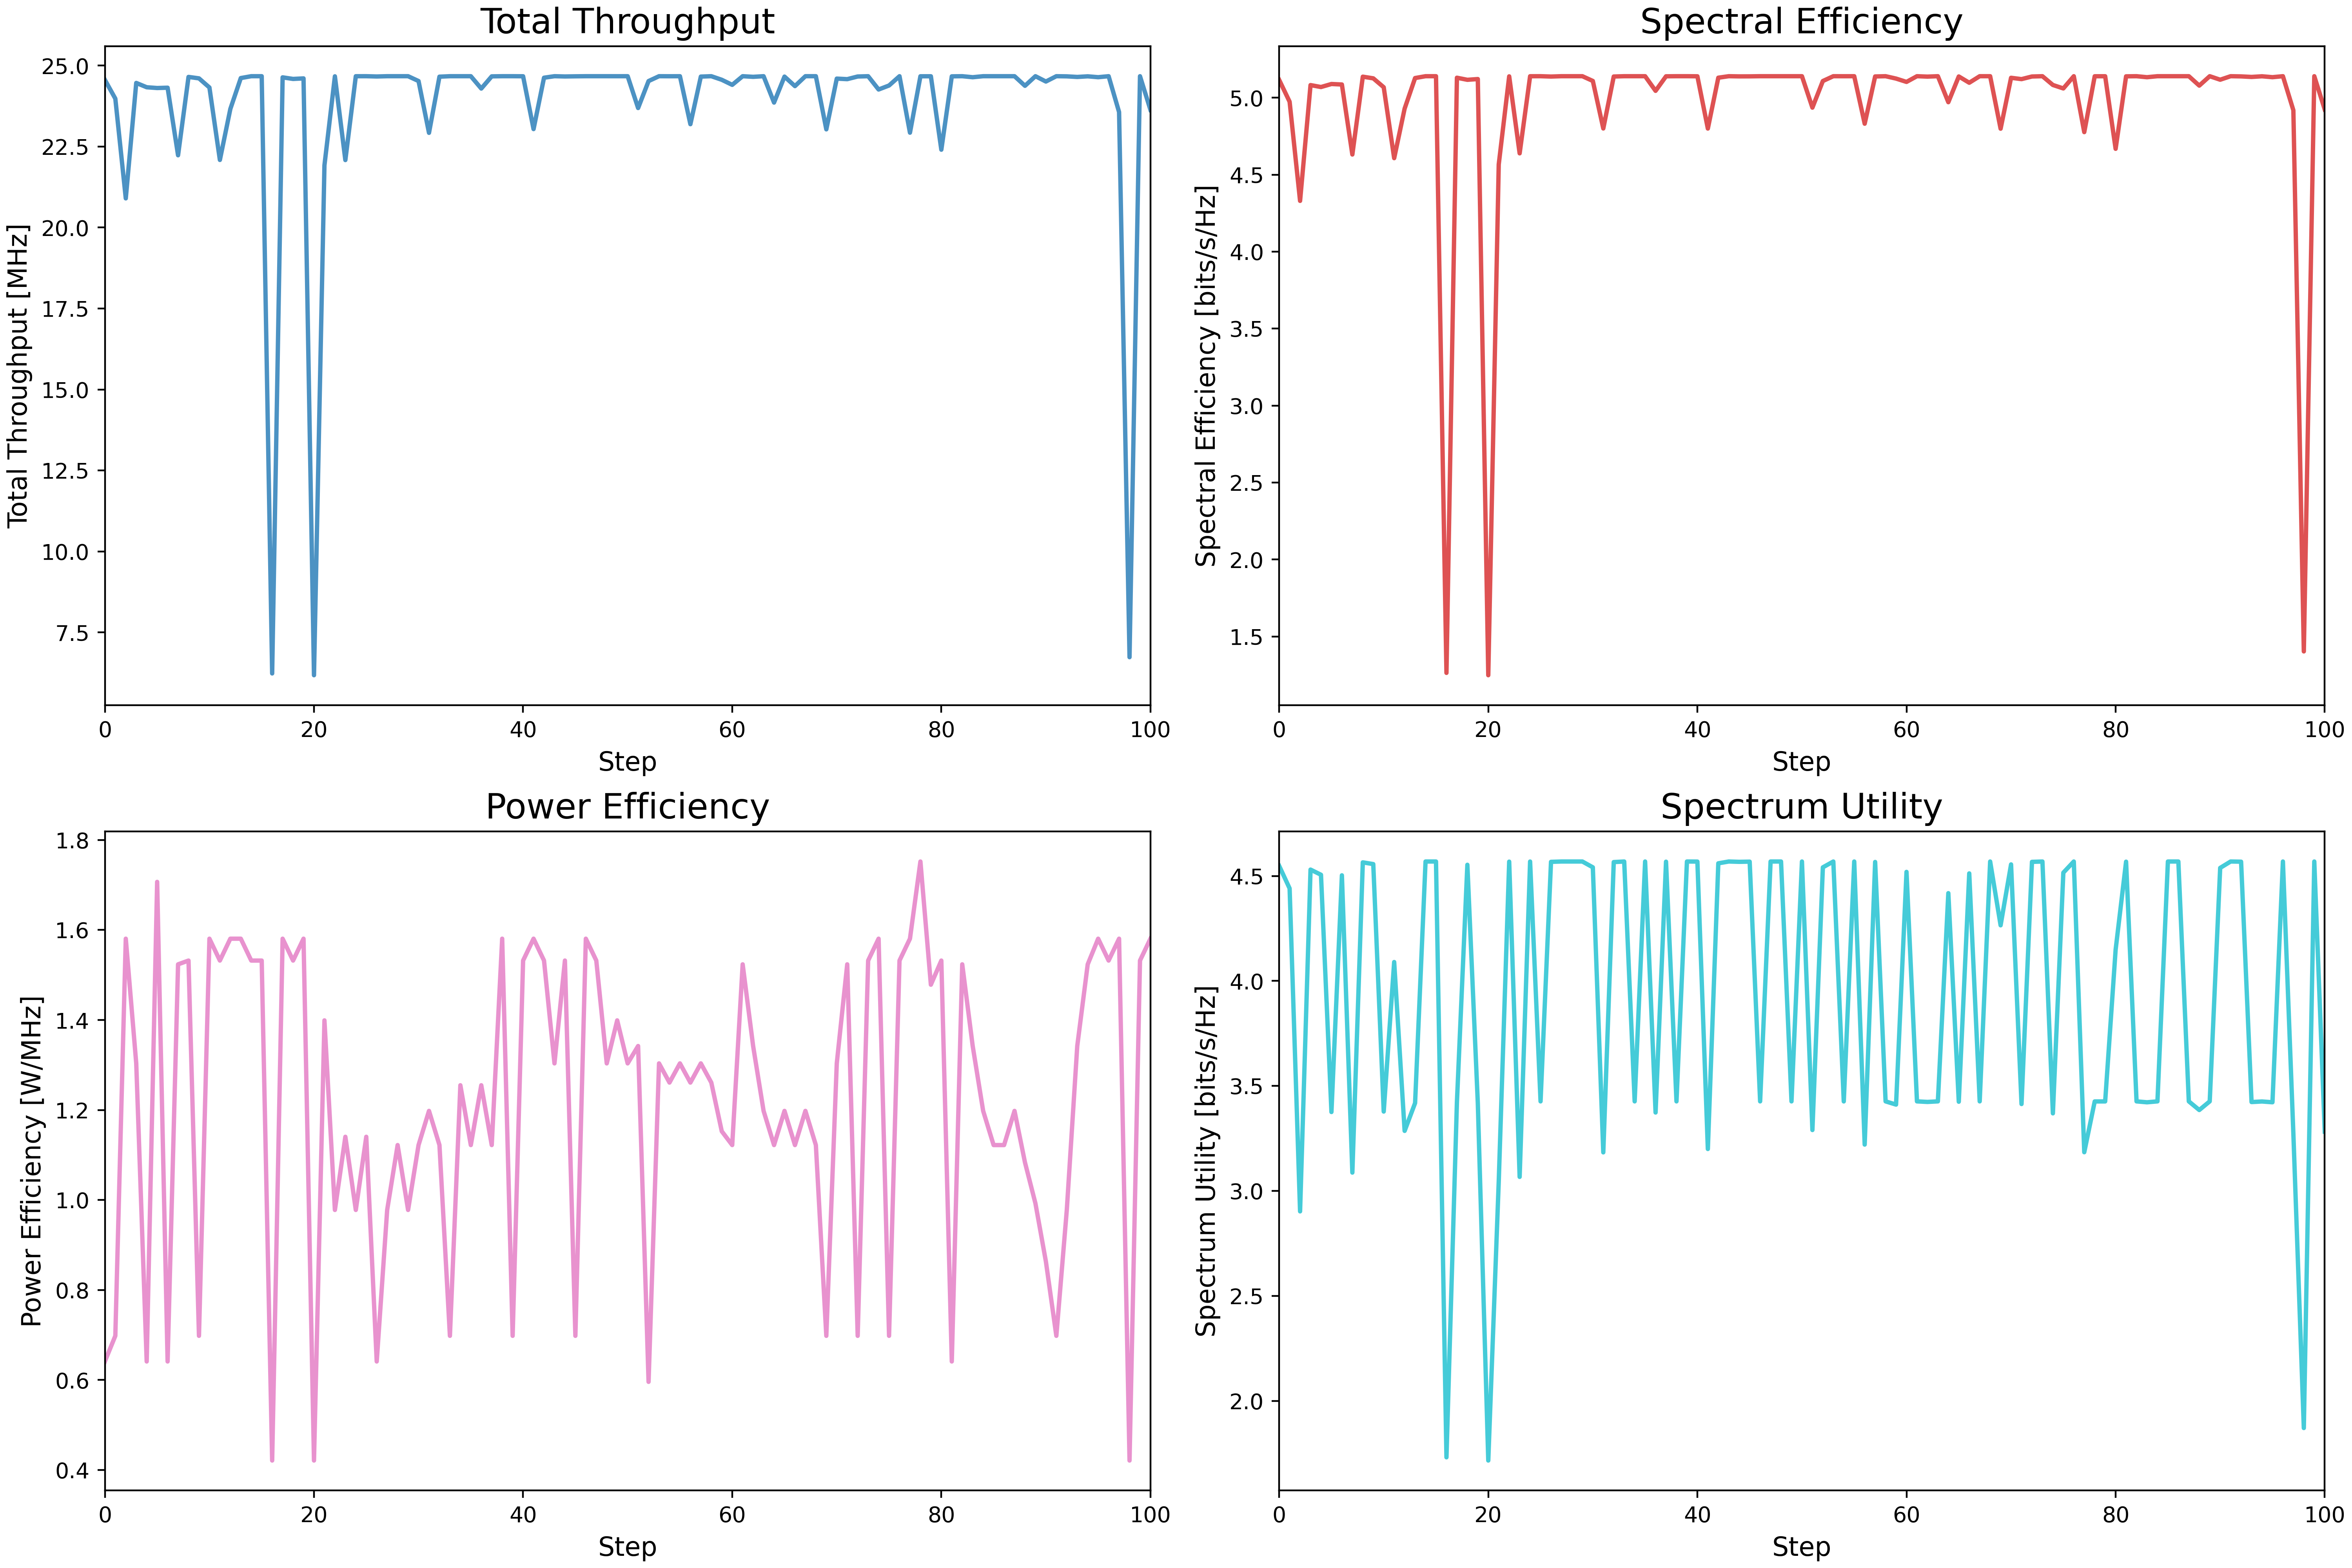 Total Throughput
Total Throughput [MHz]
25.0
22.5
20.0
17.5
15.0
12.5
10.0
7.5
0 20 40 60 80 100
Step
Spectral Efficiency
Spectral Efficiency [bits/s/Hz]
5.0
4.5
4.0
3.5
3.0
2.5
2.0
1.5
0 20 40 60 80 100
Step
Power Efficiency
Power Efficiency [W/MHz]
1.8
1.6
1.4
1.2
1.0
0.8
0.6
0.4
0 20 40 60 80 100
Step
Spectrum Utility
Spectrum Utility [bits/s/Hz]
4.5
4.0
3.5
3.0
2.5
2.0
0 20 40 60 80 100
Step